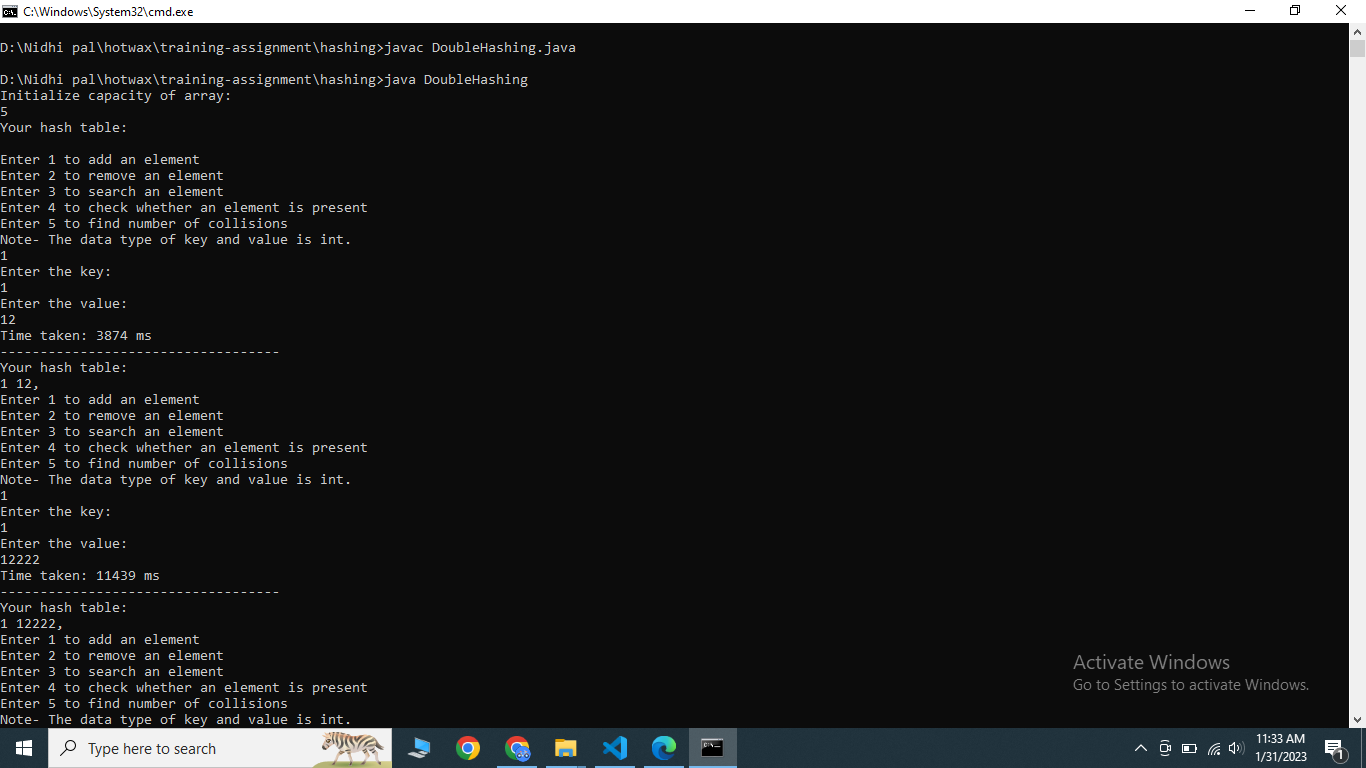 C:\Windows\System32\cmd.exe
D:\Nidhi pal\hotwax\training-assignment\hashing>javac DoubleHashing.java
D:\Nidhi pal\hotwax\training-assignment\hashing>java DoubleHashing
Initialize capacity of array:
5
Your hash table:
Enter 1 to add an element
Enter 2 to remove an element
Enter 3 to search an element
Enter 4 to check whether an element is present
Enter 5 to find number of collisions
Note- The data type of key and value is int.
1
Enter the key:
1
Enter the value:
12
Time taken: 3874 ms
-----------------------------------
Your hash table:
1 12,
Enter 1 to add an element
Enter 2 to remove an element
Enter 3 to search an element
Enter 4 to check whether an element is present
Enter 5 to find number of collisions
Note- The data type of key and value is int.
1
Enter the key:
1
Enter the value:
12222
Time taken: 11439 ms
-----------------------------------
Your hash table:
1 12222,
Enter 1 to add an element
Enter 2 to remove an element
Enter 3 to search an element
Enter 4 to check whether an element is present
Enter 5 to find number of collisions
Note- The data type of key and value is int.
Activate Windows
Go to Settings to activate Windows.
Type here to search
11:33 AM
1/31/2023
1